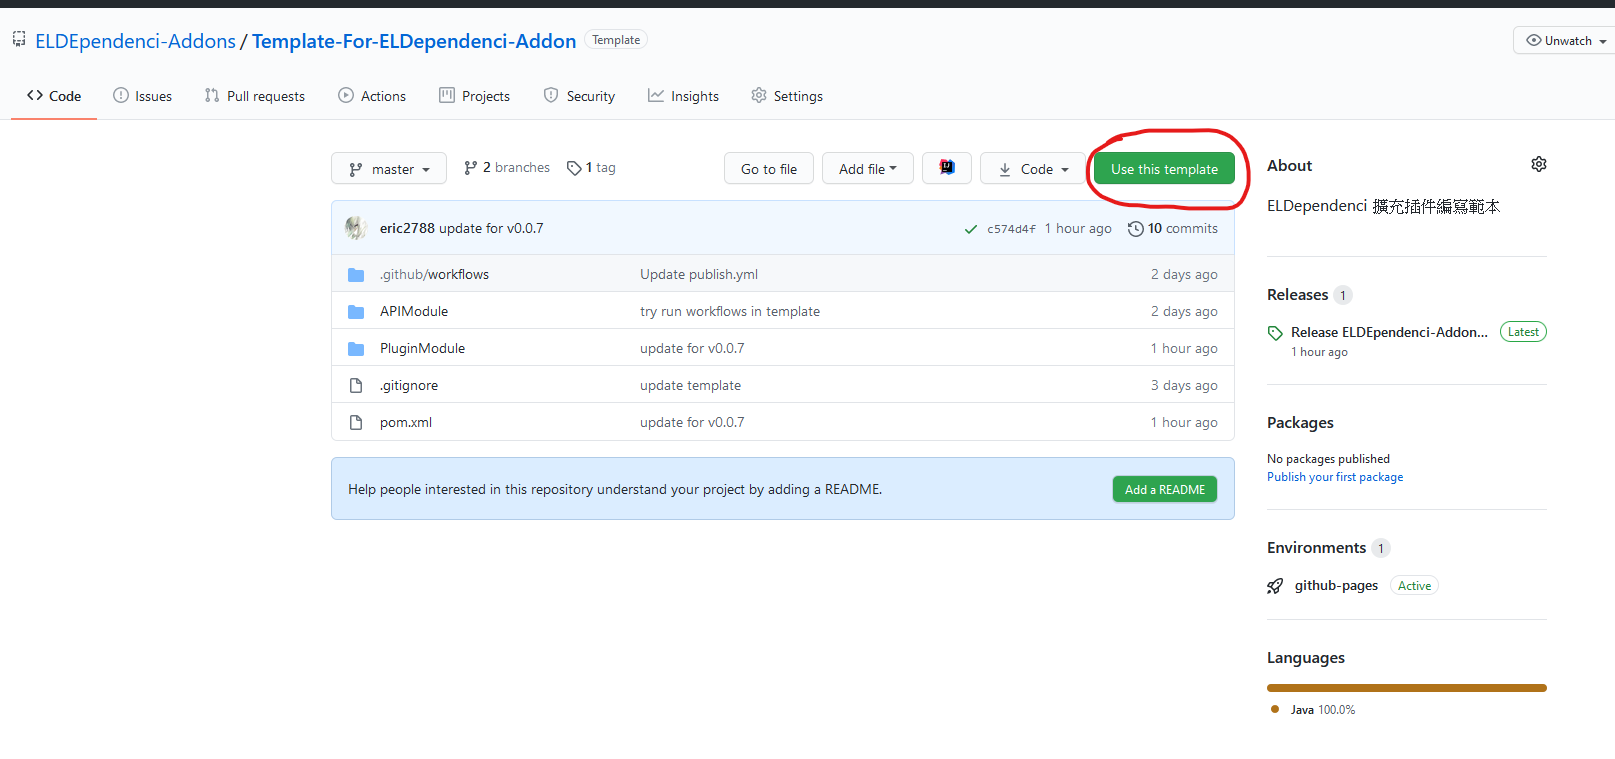 ELDEpendenci-Addons / Template-For-ELDependenci-Addon Template
Unwatch
Code Issues Pull requests Actions Projects Security Insights Settings
master 2 branches 1 tag Go to file Add file Code Use this template
eric2788 update for v0.0.7 c574d4f 1 hour ago 10 commits
.github/workflows Update publish.yml 2 days ago
APIModule try run workflows in template 2 days ago
PluginModule update for v0.0.7 1 hour ago
.gitignore update template 3 days ago
pom.xml update for v0.0.7 1 hour ago
Help people interested in this repository understand your project by adding a README. Add a README
About
ELDependenci 擴充插件編寫範本
Releases 1
Release ELDEpendenci-Addon... Latest
1 hour ago
Packages
No packages published
Publish your first package
Environments 1
github-pages Active
Languages
Java 100.0%